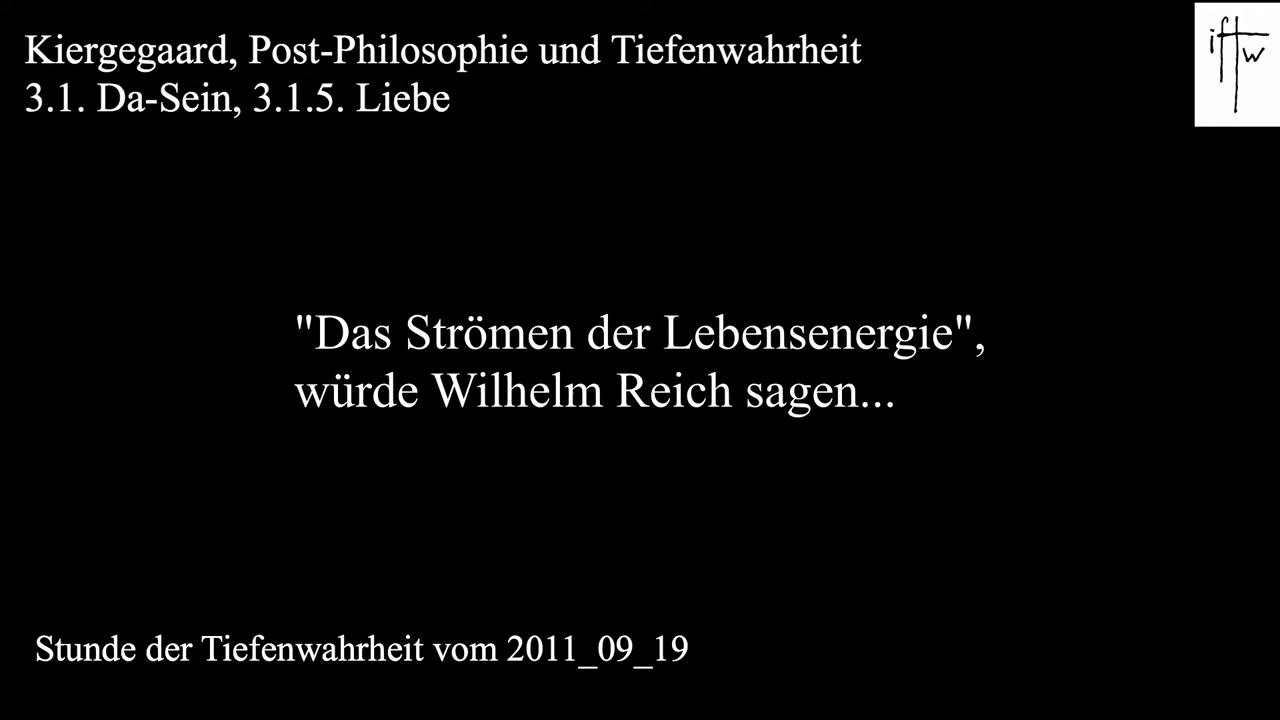 Kiergegaard, Post-Philosophie und Tiefenwahrheit
3.1. Da-Sein, 3.1.5. Liebe
iftw
"Das Strömen der Lebensenergie",
würde Wilhelm Reich sagen...
Stunde der Tiefenwahrheit vom 2011_09_19